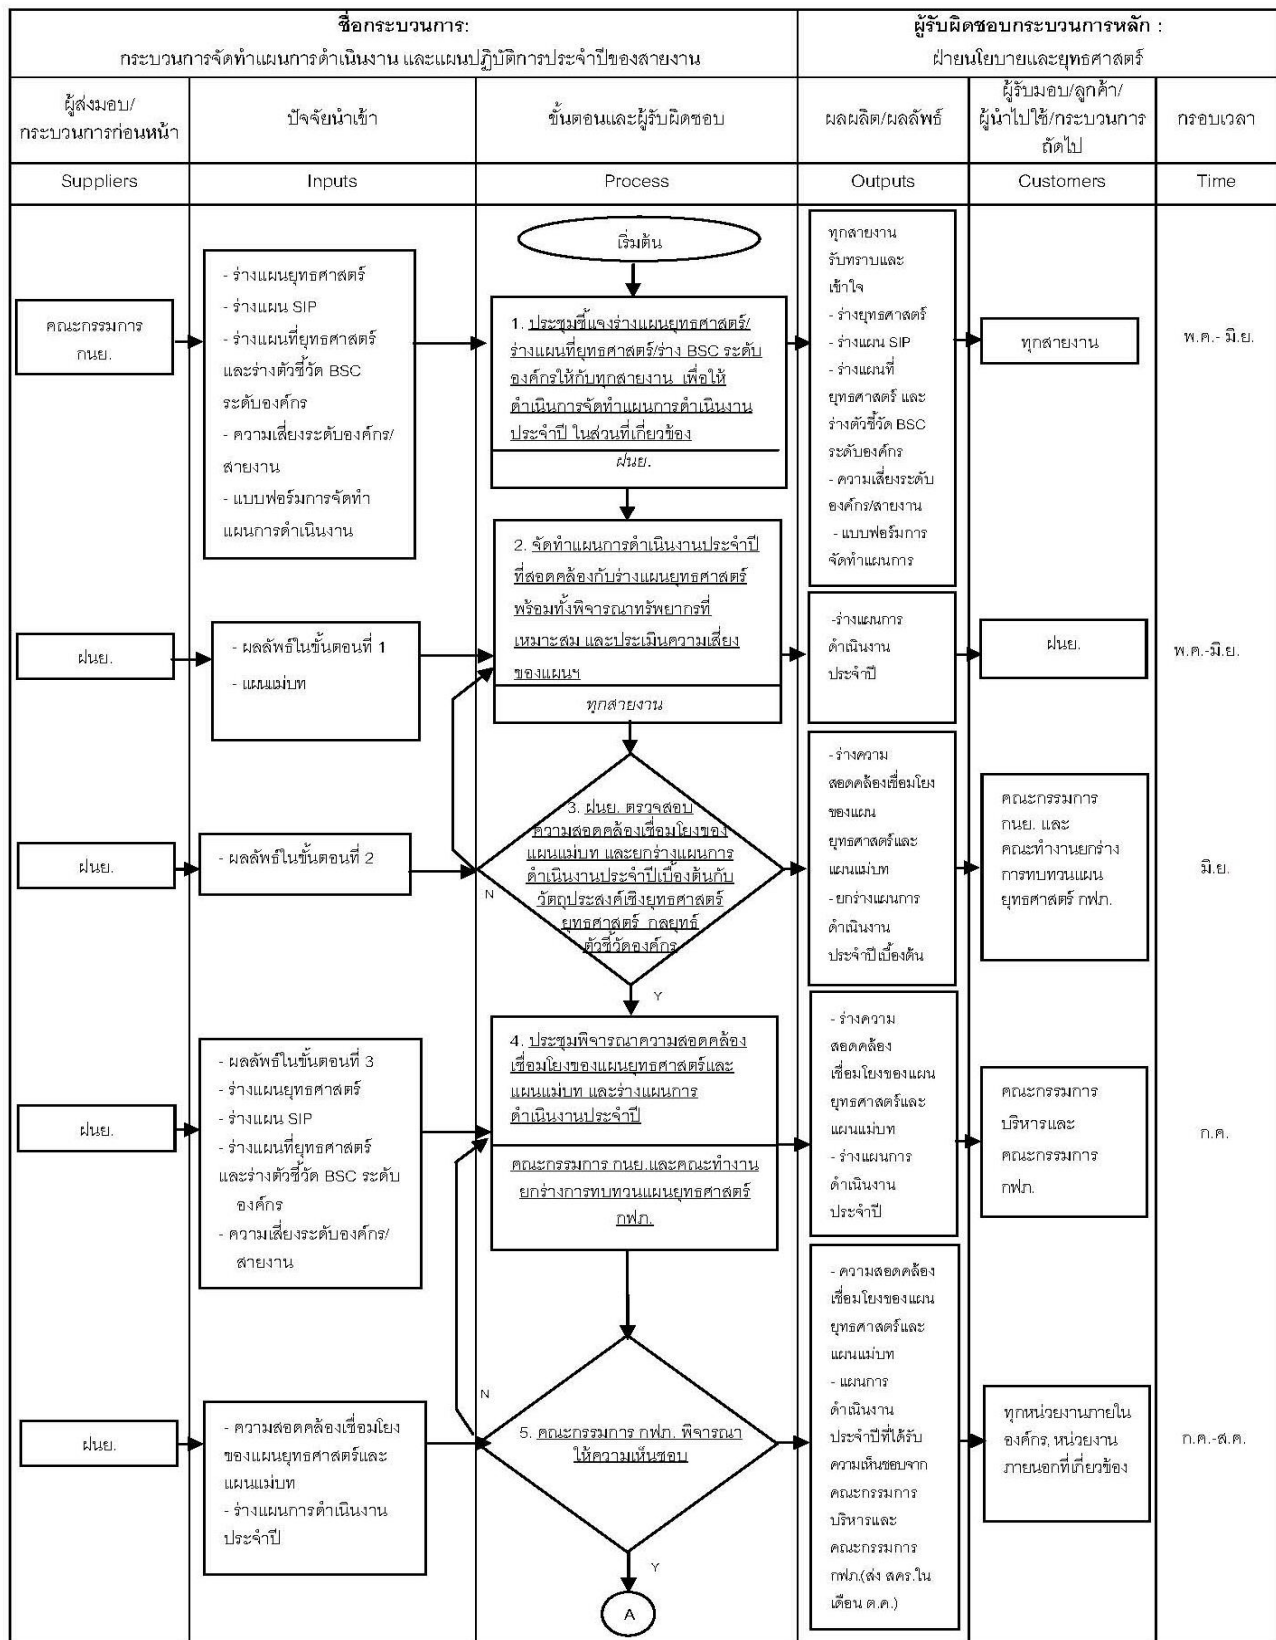 ชื่อกระบวนการ:
กระบวนการจัดทำแผนการดำเนินงาน และแผนปฏิบัติการประจำปีของสายงาน
ผู้รับผิดชอบกระบวนการหลัก :
ฝ่ายนโยบายและยุทธศาสตร์
ผู้ส่งมอบ/
กระบวนการก่อนหน้า
ปัจจัยนำเข้า
ขั้นตอนและผู้รับผิดชอบ
ผลผลิต/ผลลัพธ์
ผู้รับมอบ/ลูกค้า/
ผู้นำไปใช้/กระบวนการ
ถัดไป
กรอบเวลา
Suppliers
Inputs
Process
Outputs
Customers
Time
คณะกรรมการ
กนย.
- ร่างแผนยุทธศาสตร์
- ร่างแผน SIP
- ร่างแผนที่ยุทธศาสตร์
และร่างตัวชี้วัด BSC
ระดับองค์กร
- ความเสี่ยงระดับองค์กร/
สายงาน
- แบบฟอร์มการจัดทำ
แผนการดำเนินงาน
เริ่มต้น
1. ประชุมชี้แจงร่างแผนยุทธศาสตร์/
ร่างแผนที่ยุทธศาสตร์/ร่าง BSC ระดับ
องค์กรให้กับทุกสายงาน เพื่อให้
ดำเนินการจัดทำแผนการดำเนินงาน
ประจำปี ในส่วนที่เกี่ยวข้อง
ฝนย.
ทุกสายงาน
รับทราบและ
เข้าใจ
- ร่างยุทธศาสตร์
- ร่างแผน SIP
- ร่างแผนที่
ยุทธศาสตร์ และ
ร่างตัวชี้วัด BSC
ระดับองค์กร
- ความเสี่ยงระดับ
องค์กร/สายงาน
- แบบฟอร์มการ
จัดทำแผนการ
ทุกสายงาน
พ.ค.- มิ.ย.
ฝนย.
- ผลลัพธ์ในขั้นตอนที่ 1
- แผนแม่บท
2. จัดทำแผนการดำเนินงานประจำปี
ที่สอดคล้องกับร่างแผนยุทธศาสตร์
พร้อมทั้งพิจารณาทรัพยากรที่
เหมาะสม และประเมินความเสี่ยง
ของแผนฯ
ทุกสายงาน
-ร่างแผนการ
ดำเนินงาน
ประจำปี
ฝนย.
พ.ค.-มิ.ย.
ฝนย.
- ผลลัพธ์ในขั้นตอนที่ 2
3. ฝนย. ตรวจสอบ
ความสอดคล้องเชื่อมโยงของ
แผนแม่บท และยกร่างแผนการ
ดำเนินงานประจำปีเบื้องต้นกับ
วัตถุประสงค์เชิงยุทธศาสตร์
ยุทธศาสตร์ กลยุทธ์
ตัวชี้วัดองค์กร
N
Y
- ร่างความ
สอดคล้องเชื่อมโยง
ของแผน
ยุทธศาสตร์และ
แผนแม่บท
- ยกร่างแผนการ
ดำเนินงาน
ประจำปีเบื้องต้น
คณะกรรมการ
กนย. และ
คณะทำงานยกร่าง
การทบทวนแผน
ยุทธศาสตร์ กฟภ.
มิ.ย.
ฝนย.
- ผลลัพธ์ในขั้นตอนที่ 3
- ร่างแผนยุทธศาสตร์
- ร่างแผน SIP
- ร่างแผนที่ยุทธศาสตร์
และร่างตัวชี้วัด BSC ระดับ
องค์กร
- ความเสี่ยงระดับองค์กร/
สายงาน
4. ประชุมพิจารณาความสอดคล้อง
เชื่อมโยงของแผนยุทธศาสตร์และ
แผนแม่บท และร่างแผนการ
ดำเนินงานประจำปี
คณะกรรมการ กนย.และคณะทำงาน
ยกร่างการทบทวนแผนยุทธศาสตร์
กฟภ.
- ร่างความ
สอดคล้อง
เชื่อมโยงของแผน
ยุทธศาสตร์และ
แผนแม่บท
- ร่างแผนการ
ดำเนินงาน
ประจำปี
คณะกรรมการ
บริหารและ
คณะกรรมการ
กฟภ.
ก.ค.
ฝนย.
- ความสอดคล้องเชื่อมโยง
ของแผนยุทธศาสตร์และ
แผนแม่บท
- ร่างแผนการดำเนินงาน
ประจำปี
N
5. คณะกรรมการ กฟภ. พิจารณา
ให้ความเห็นชอบ
Y
A
- ความสอดคล้อง
เชื่อมโยงของแผน
ยุทธศาสตร์และ
แผนแม่บท
- แผนการ
ดำเนินงาน
ประจำปีที่ได้รับ
ความเห็นชอบจาก
คณะกรรมการ
บริหารและ
คณะกรรมการ
กฟภ.(ส่ง สคร.ใน
เดือน ต.ค.)
ทุกหน่วยงานภายใน
องค์กร, หน่วยงาน
ภายนอกที่เกี่ยวข้อง
ก.ค.-ส.ค.